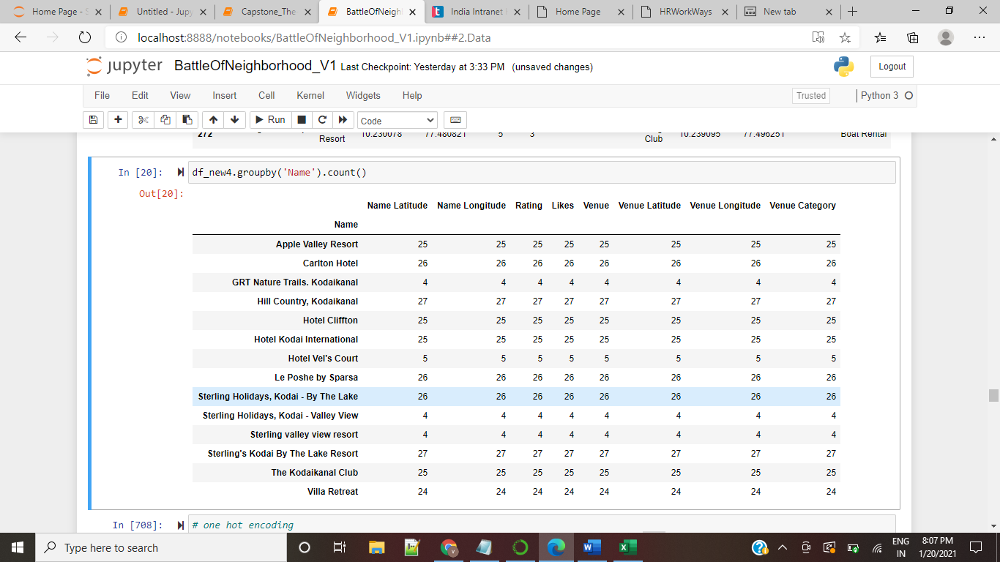 Home Page - S
Untitled - Jupy
Capstone_The
BattleOfNeigh
India Intranet
Home Page
HRWorkWays
New tab
localhost:8888/notebooks/BattleOfNeighborhood_V1.ipynb##2.Data
jupyter BattleOfNeighborhood_V1 Last Checkpoint: Yesterday at 3:33 PM (unsaved changes)
Logout
File Edit View Insert Cell Kernel Widgets Help
Trusted
Python 3
Run
Code
272 Resort 10.230078 77.480821 5 3 Club 10.239095 77.496251 Boat Rental
In [20]: df_new4.groupby('Name').count()
Out[20]:
Name Latitude Name Longitude Rating Likes Venue Venue Latitude Venue Longitude Venue Category
Name
Apple Valley Resort 25 25 25 25 25 25 25 25
Carlton Hotel 26 26 26 26 26 26 26 26
GRT Nature Trails. Kodaikanal 4 4 4 4 4 4 4 4
Hill Country, Kodaikanal 27 27 27 27 27 27 27 27
Hotel Cliffton 25 25 25 25 25 25 25 25
Hotel Kodai International 25 25 25 25 25 25 25 25
Hotel Vel's Court 5 5 5 5 5 5 5 5
Le Poshe by Sparsa 26 26 26 26 26 26 26 26
Sterling Holidays, Kodai - By The Lake 26 26 26 26 26 26 26 26
Sterling Holidays, Kodai - Valley View 4 4 4 4 4 4 4 4
Sterling valley view resort 4 4 4 4 4 4 4 4
Sterling's Kodai By The Lake Resort 27 27 27 27 27 27 27 27
The Kodaikanal Club 25 25 25 25 25 25 25 25
Villa Retreat 24 24 24 24 24 24 24 24
In [708]: # one hot encoding
Type here to search
ENG
IN
8:07 PM
1/20/2021